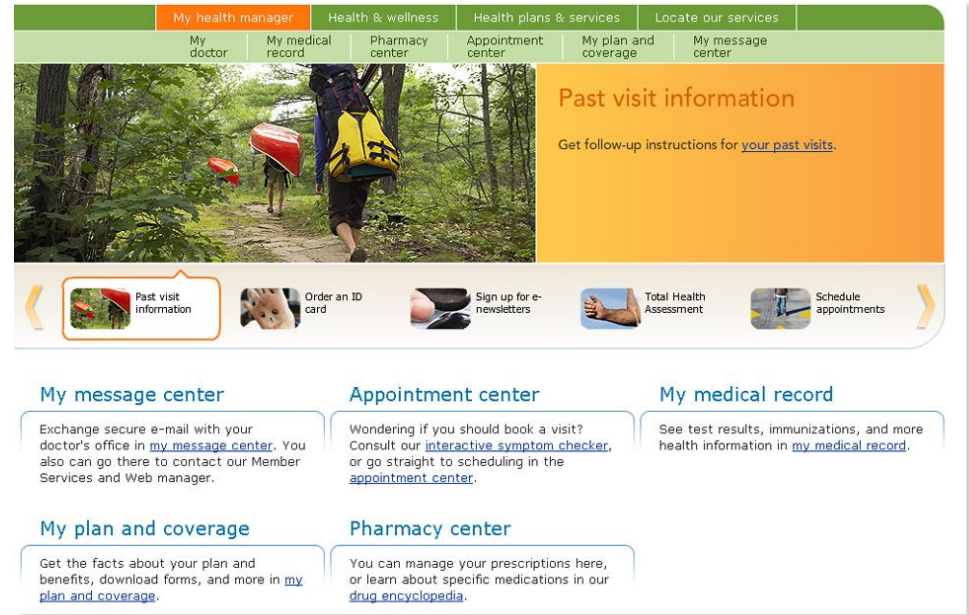 My health manager
Health & wellness
Health plans & services
Locate our services
My
doctor
My medical
record
Pharmacy
center
Appointment
center
My plan and
coverage
My message
center
Past visit information
Get follow-up instructions for your past visits.
Past visit
information
Order an ID
card
Sign up for e-
newsletters
Total Health
Assessment
Schedule
appointments
My message center
Exchange secure e-mail with your
doctor's office in my message center. You
also can go there to contact our Member
Services and Web manager.
Appointment center
Wondering if you should book a visit?
Consult our interactive symptom checker,
or go straight to scheduling in the
appointment center.
My medical record
See test results, immunizations, and more
health information in my medical record.
My plan and coverage
Get the facts about your plan and
benefits, download forms, and more in my
plan and coverage.
Pharmacy center
You can manage your prescriptions here,
or learn about specific medications in our
drug encyclopedia.